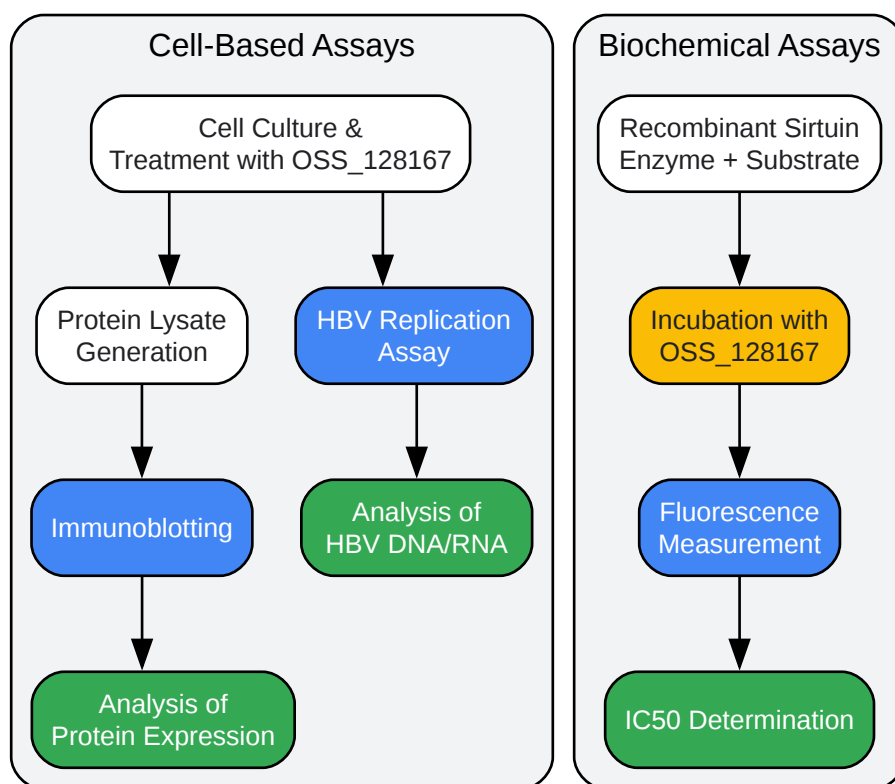 Cell-Based Assays
Cell Culture &
Treatment with OSS_128167
Protein Lysate
Generation
HBV Replication
Assay
Immunoblotting
Analysis of
HBV DNA/RNA
Analysis of
Protein Expression
Biochemical Assays
Recombinant Sirtuin
Enzyme + Substrate
Incubation with
OSS_128167
Fluorescence
Measurement
IC50 Determination